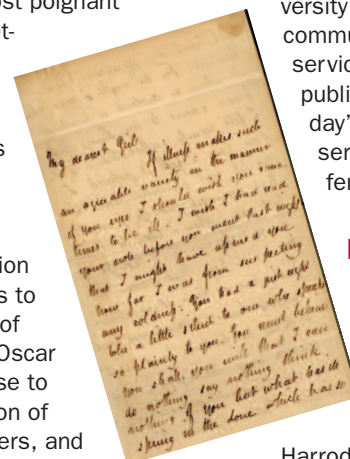 ost poignant
et-
s
ion
s to
of
Oscar
se to
on of
ers, and
My dearest Girl
If illness makes such
an agreeable variety in the manner
of your eyes I should wish you some
times to be ill. I wish I had read
your note before you went last night
that I might have assured you
how far I was from suspecting
any coldness: You had a just right
to be a little silent to one who speaks
so plainly to you. You must believe
you shall, you will that I can
do nothing say nothing think
nothing of you but what has its
spring in the Love which has so
versity
commu
servic
publi
day'
ser
fer
Harrod